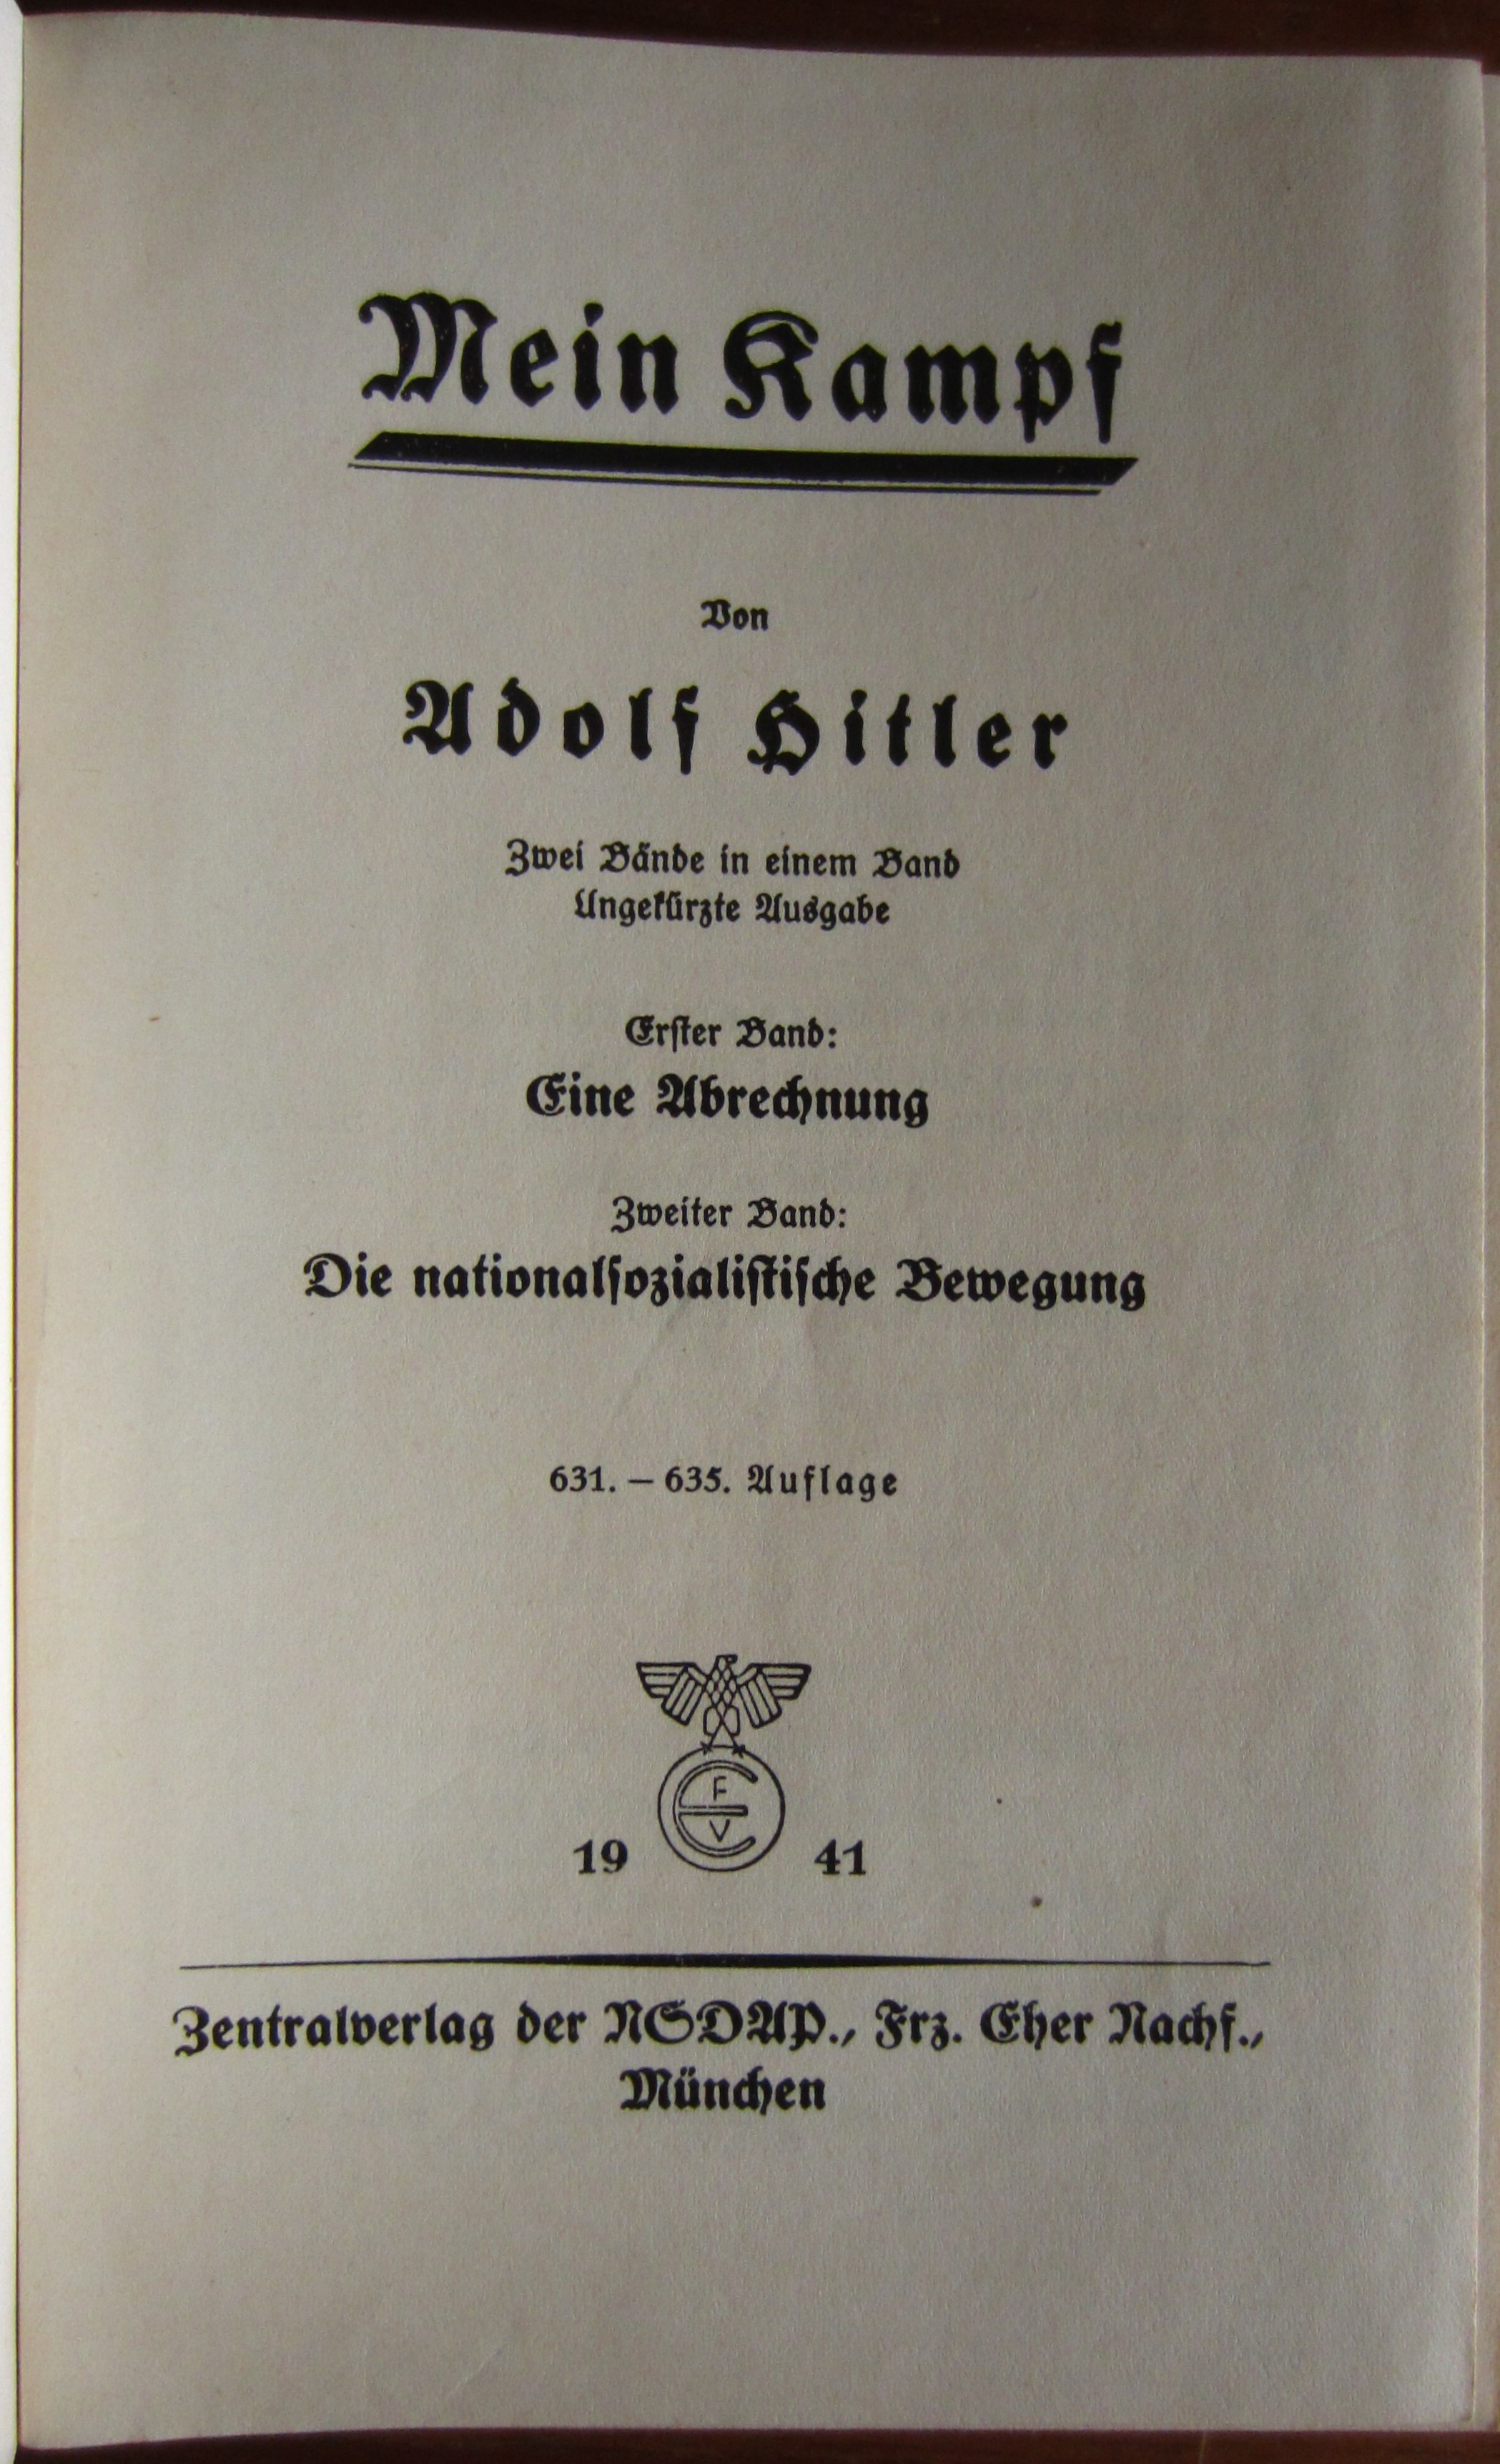 Mein Kampf
Von
Adolf Hitler
Zwei Bände in einem Band
Ungekürzte Ausgabe
Erſter Band:
Eine Abrechnung
Zweiter Band:
Die nationalſozialiſtiſche Bewegung
631. – 635. Auflage
F
E
V
19 41
Zentralverlag der NSDAP., Frz. Eher Nachf.,
München